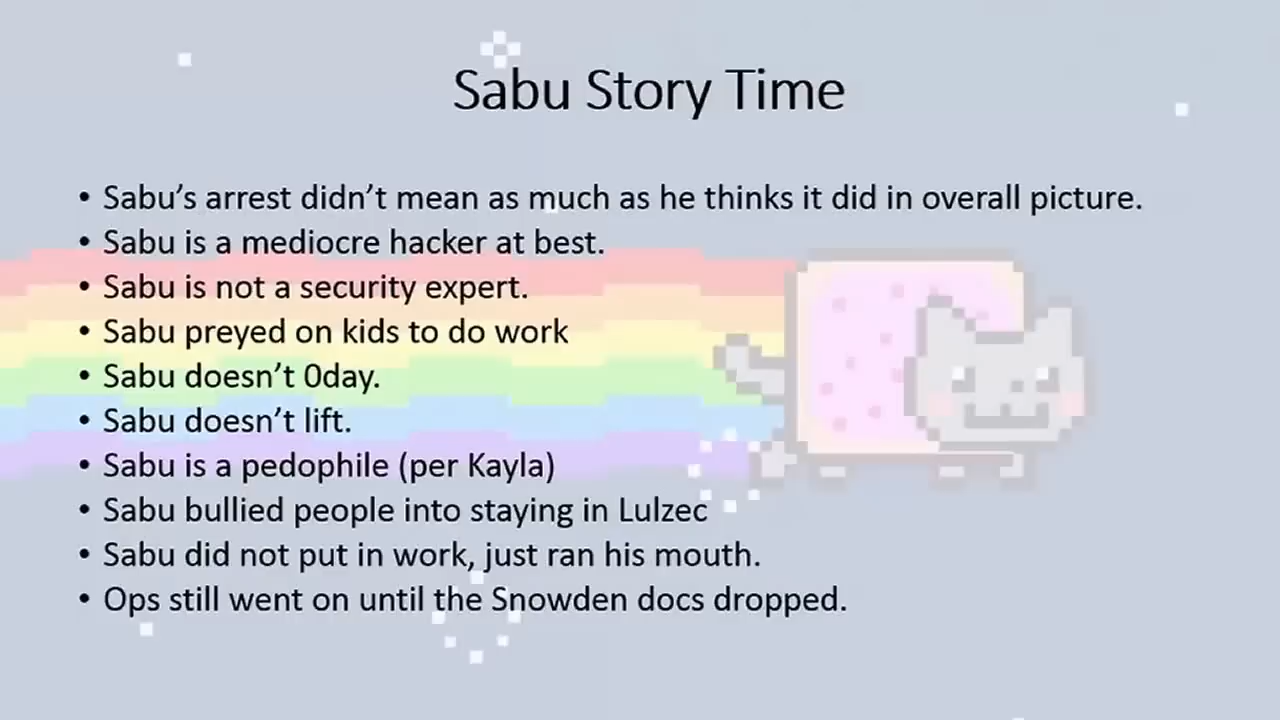 Sabu Story Time
• Sabu’s arrest didn’t mean as much as he thinks it did in overall picture.
• Sabu is a mediocre hacker at best.
• Sabu is not a security expert.
• Sabu preyed on kids to do work
• Sabu doesn’t 0day.
• Sabu doesn’t lift.
• Sabu is a pedophile (per Kayla)
• Sabu bullied people into staying in Lulzec
• Sabu did not put in work, just ran his mouth.
• Ops still went on until the Snowden docs dropped.